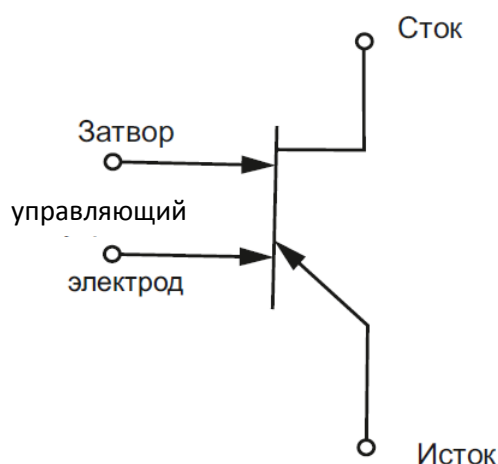 Сток
Затвор
управляющий
электрод
Исток